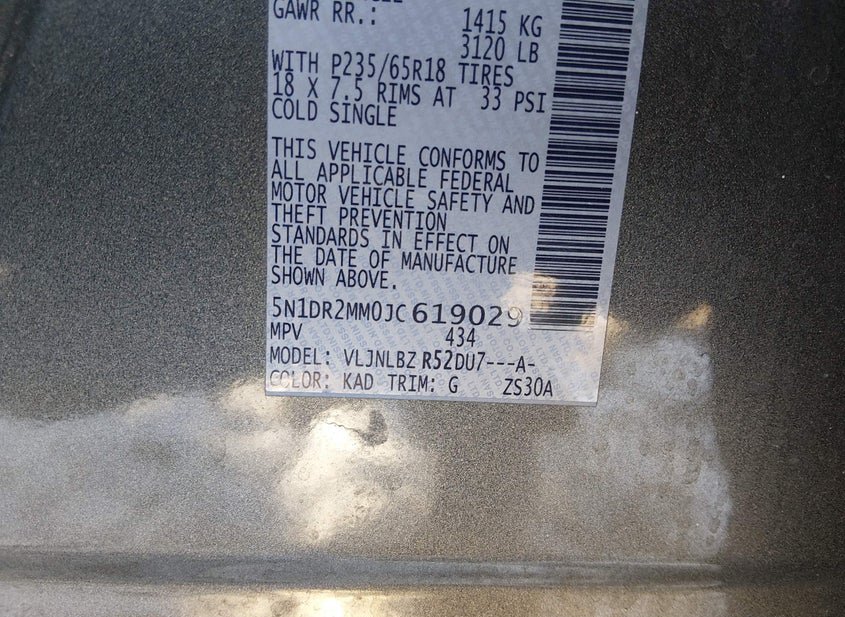 GAWR RR.: 1415 KG
3120 LB
WITH P235/65R18 TIRES
18 X 7.5 RIMS AT 33 PSI
COLD SINGLE
THIS VEHICLE CONFORMS TO
ALL APPLICABLE FEDERAL
MOTOR VEHICLE SAFETY AND
THEFT PREVENTION
STANDARDS IN EFFECT ON
THE DATE OF MANUFACTURE
SHOWN ABOVE.
5N1DR2MM0JC619029
MPV 434
MODEL: VLJNLBZ R52DU7---A-
COLOR: KAD TRIM: G ZS30A